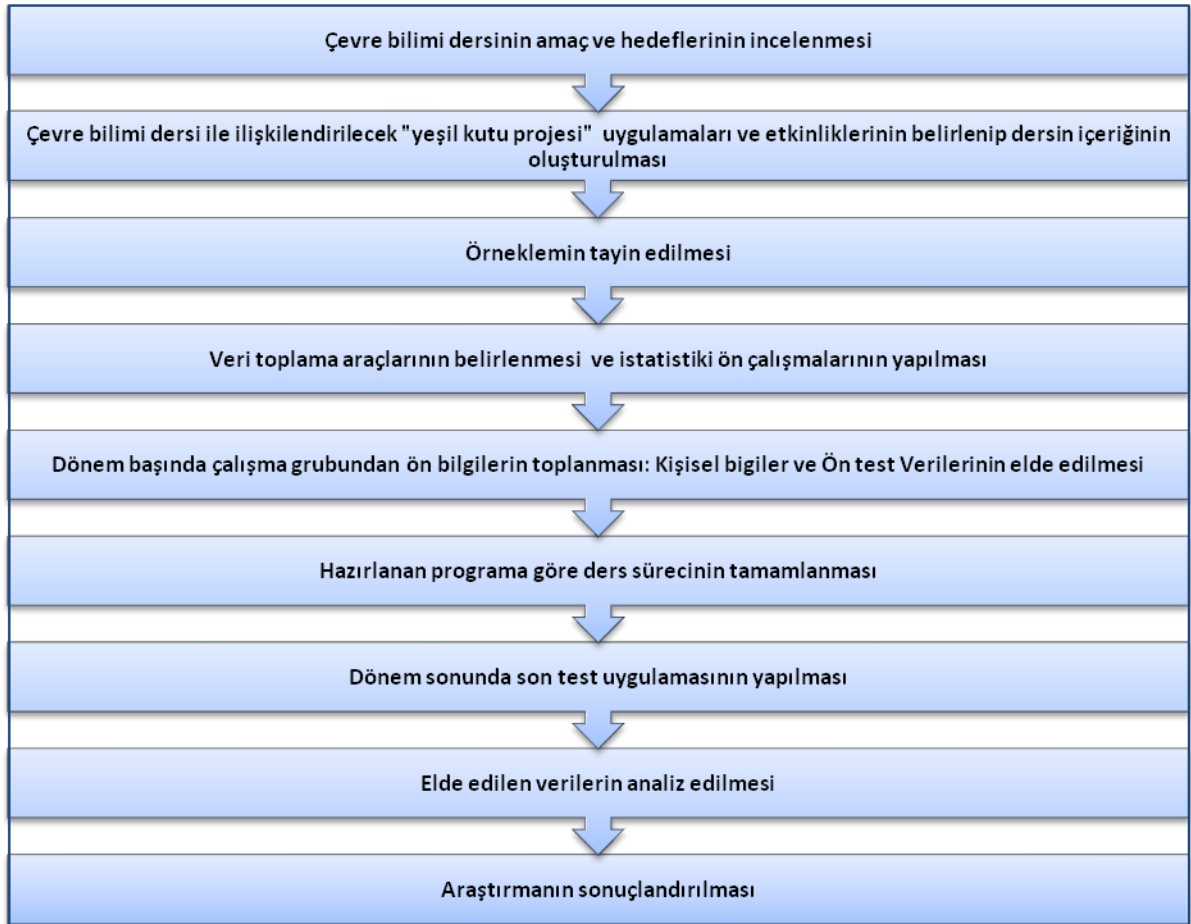 Çevre bilimi dersinin amaç ve hedeflerinin incelenmesi
Çevre bilimi dersi ile ilişkilendirilecek "yeşil kutu projesi" uygulamaları ve etkinliklerinin belirlenip dersin içeriğinin
oluşturulması
Örneklemin tayin edilmesi
Veri toplama araçlarının belirlenmesi ve istatistiki ön çalışmalarının yapılması
Dönem başında çalışma grubundan ön bilgilerin toplanması: Kişisel bigiler ve Ön test Verilerinin elde edilmesi
Hazırlanan programa göre ders sürecinin tamamlanması
Dönem sonunda son test uygulamasının yapılması
Elde edilen verilerin analiz edilmesi
Araştırmanın sonuçlandırılması